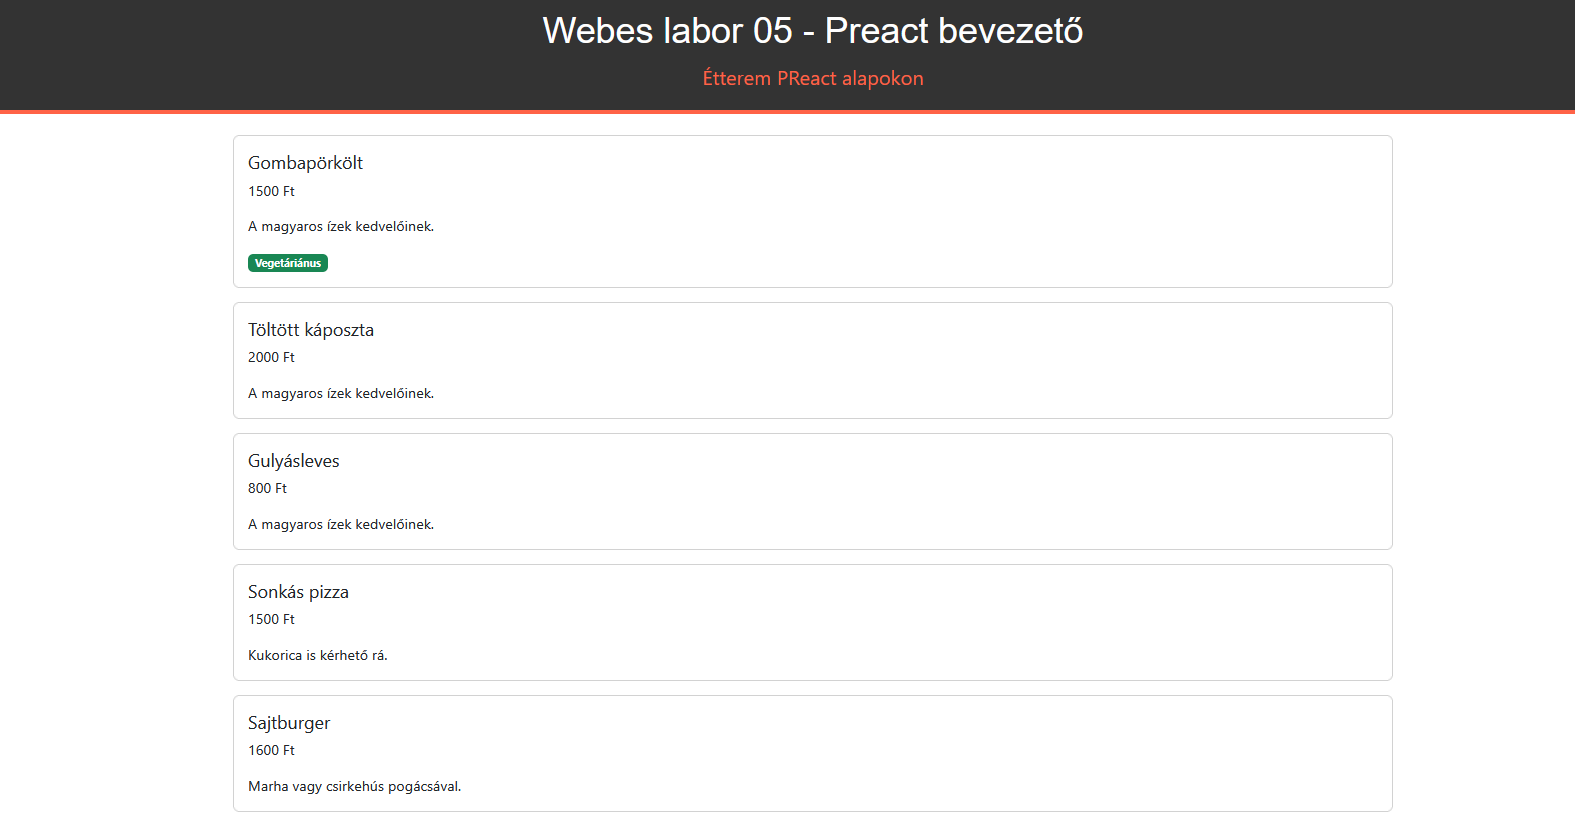 Webes labor 05 - Preact bevezető
Étterem PReact alapokon
Gombapörkölt
1500 Ft
A magyaros ízek kedvelőinek.
Vegetáriánus
Töltött káposzta
2000 Ft
A magyaros ízek kedvelőinek.
Gulyásleves
800 Ft
A magyaros ízek kedvelőinek.
Sonkás pizza
1500 Ft
Kukorica is kérhető rá.
Sajtburger
1600 Ft
Marha vagy csirkehús pogácsával.